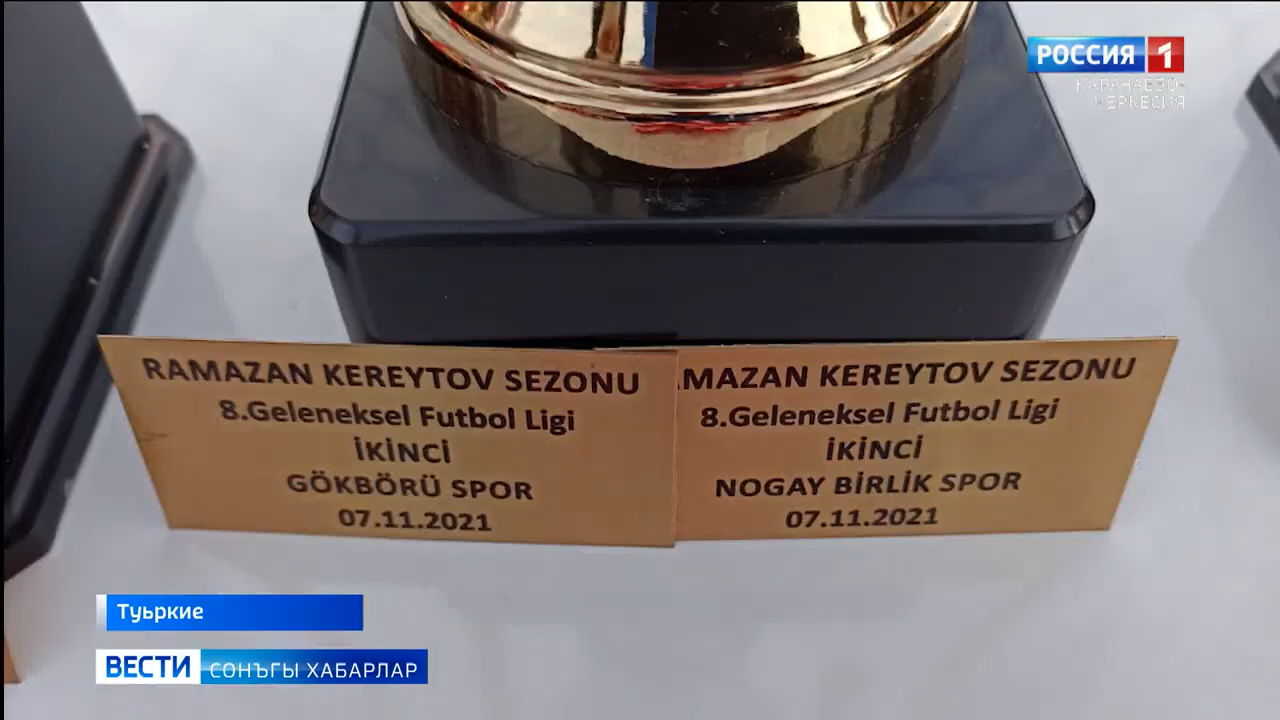 РОССИЯ 1
КАРАЧАЕВО-
ЧЕРКЕСИЯ
RAMAZAN KEREYTOV SEZONU
8.Geleneksel Futbol Ligi
İKİNCİ
GÖKBÖRÜ SPOR
07.11.2021
MAZAN KEREYTOV SEZONU
8.Geleneksel Futbol Ligi
İKİNCİ
NOGAY BİRLİK SPOR
07.11.2021
Туьркие
ВЕСТИ СОНЪГЫ ХАБАРЛАР